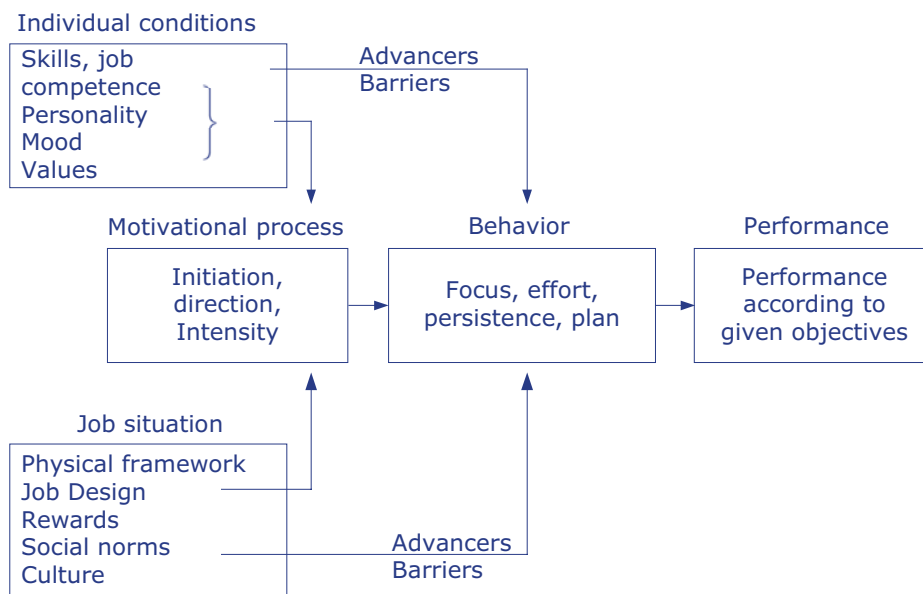 Individual conditions
Skills, job
competence
Personality
Mood
Values
Advancers
Barriers
Motivational process
Initiation,
direction,
Intensity
Behavior
Focus, effort,
persistence, plan
Performance
Performance
according to
given objectives
Job situation
Physical framework
Job Design
Rewards
Social norms
Culture
Advancers
Barriers